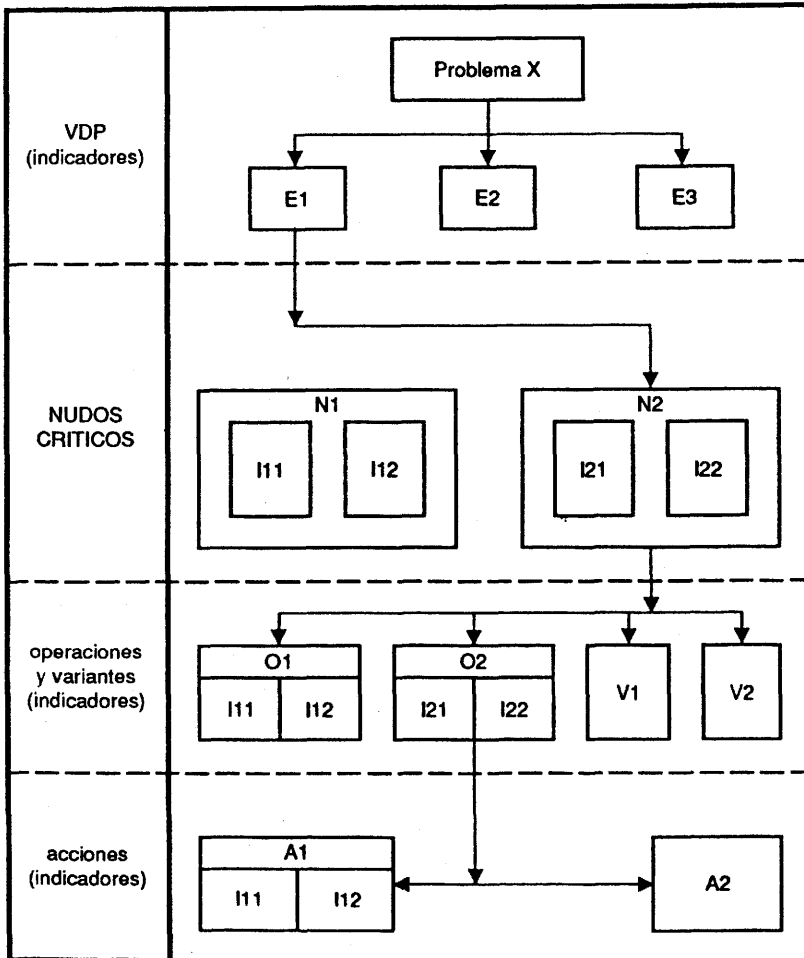 Problema X
VDP
(indicadores)
E1
E2
E3
NUDOS
CRITICOS
N1
I11
I12
N2
I21
I22
operaciones
y variantes
(indicadores)
O1
I11
I12
O2
I21
I22
V1
V2
acciones
(indicadores)
A1
I11
I12
A2